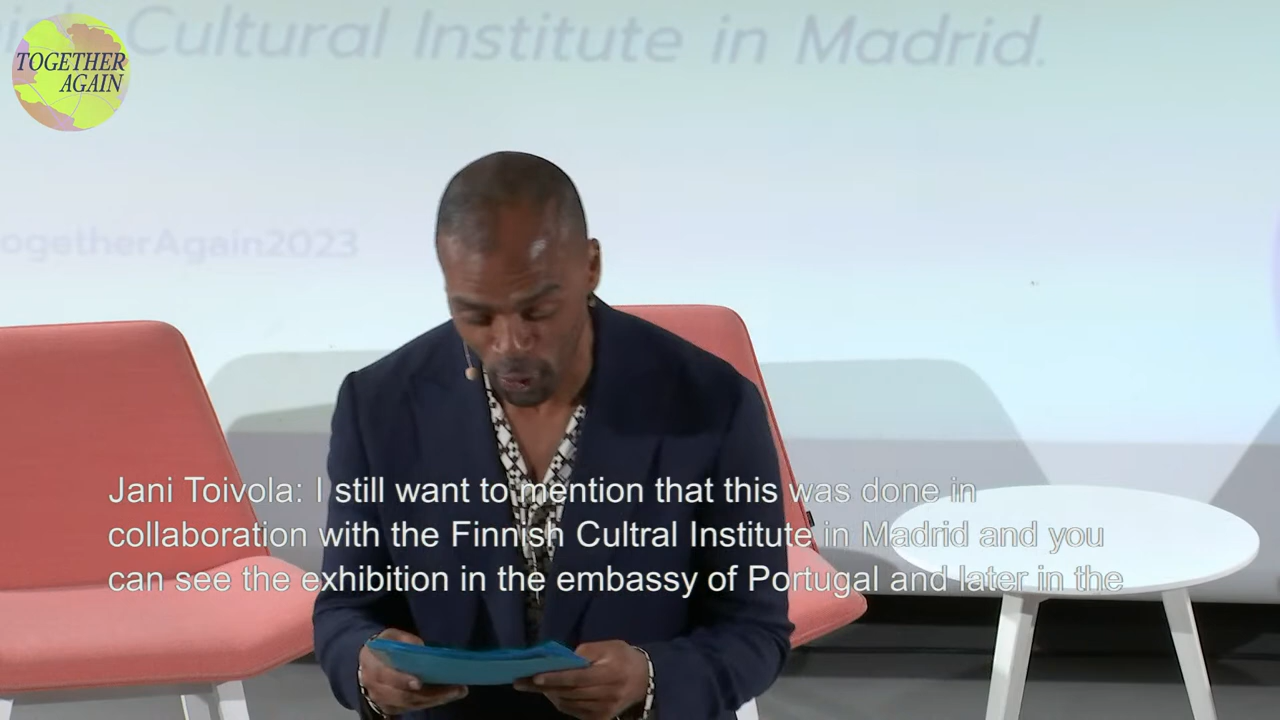 Cultural Institute in Madrid.
TOGETHER
AGAIN
ogetherAgain2023
Jani Toivola: I still want to mention that this was done in
collaboration with the Finnish Cultral Institute in Madrid and you
can see the exhibition in the embassy of Portugal and later in the